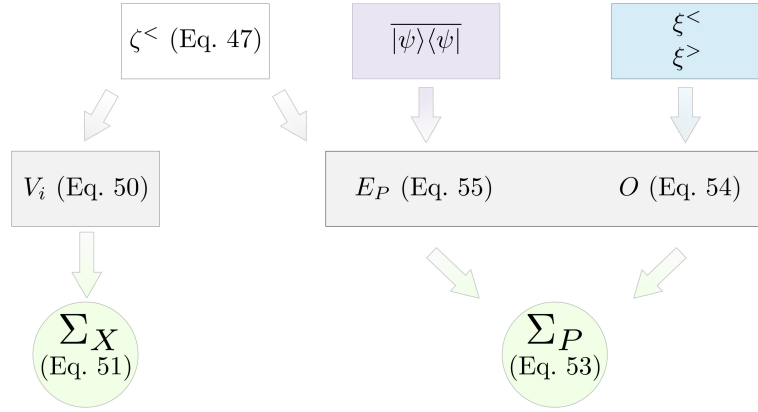 ζ^< (Eq. 47)
\overline{|ψ⟩⟨ψ|}
ξ^<
ξ^>
V_i (Eq. 50)
E_P (Eq. 55)
O (Eq. 54)
Σ_X
(Eq. 51)
Σ_P
(Eq. 53)